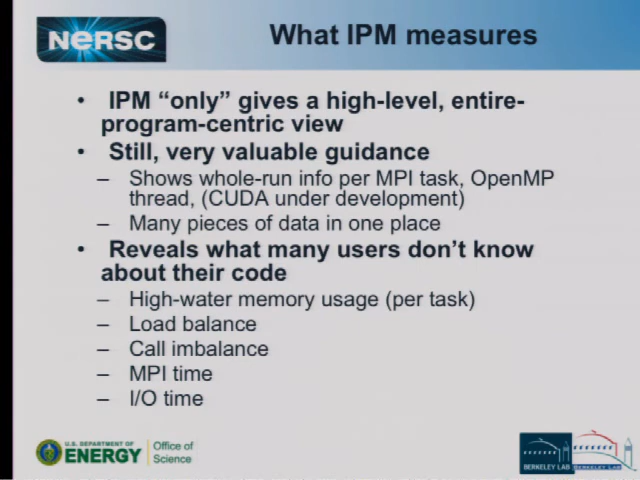 NERSC
What IPM measures
• IPM “only” gives a high-level, entire-
program-centric view
• Still, very valuable guidance
– Shows whole-run info per MPI task, OpenMP
thread, (CUDA under development)
– Many pieces of data in one place
• Reveals what many users don’t know
about their code
– High-water memory usage (per task)
– Load balance
– Call imbalance
– MPI time
– I/O time
U.S. DEPARTMENT OF
ENERGY
Office of
Science
BERKELEY LAB
BERKELEY LAB